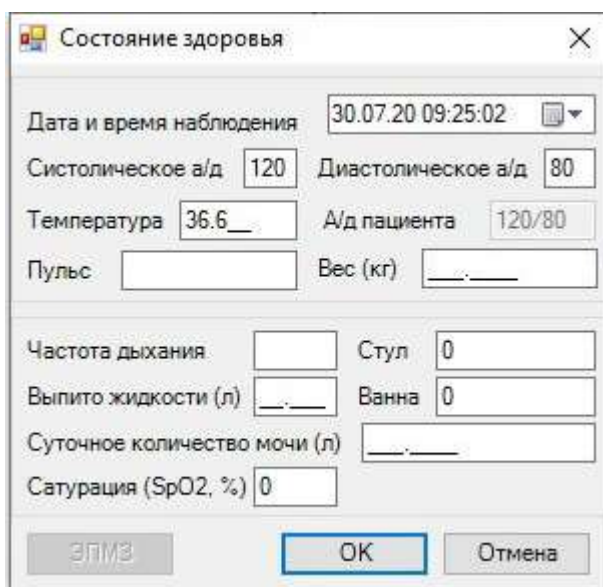 Состояние здоровья
Дата и время наблюдения 30.07.20 09:25:02
Систолическое а/д 120 Диастолическое а/д 80
Температура 36.6__ А/д пациента 120/80
Пульс Вес (кг) ___.____
Частота дыхания Стул 0
Выпито жидкости (л) __.___ Ванна 0
Суточное количество мочи (л) ___.____
Сатурация (SpO2, %) 0
ЭПМЗ OK Отмена